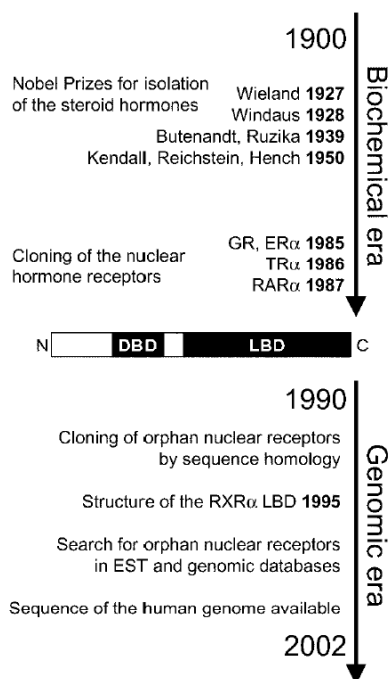 1900
Biochemical era
Nobel Prizes for isolation
of the steroid hormones
Wieland 1927
Windaus 1928
Butenandt, Ruzika 1939
Kendall, Reichstein, Hench 1950
Cloning of the nuclear
hormone receptors
GR, ERα 1985
TRα 1986
RARα 1987
N DBD LBD C
1990
Genomic era
Cloning of orphan nuclear receptors
by sequence homology
Structure of the RXRα LBD 1995
Search for orphan nuclear receptors
in EST and genomic databases
Sequence of the human genome available
2002